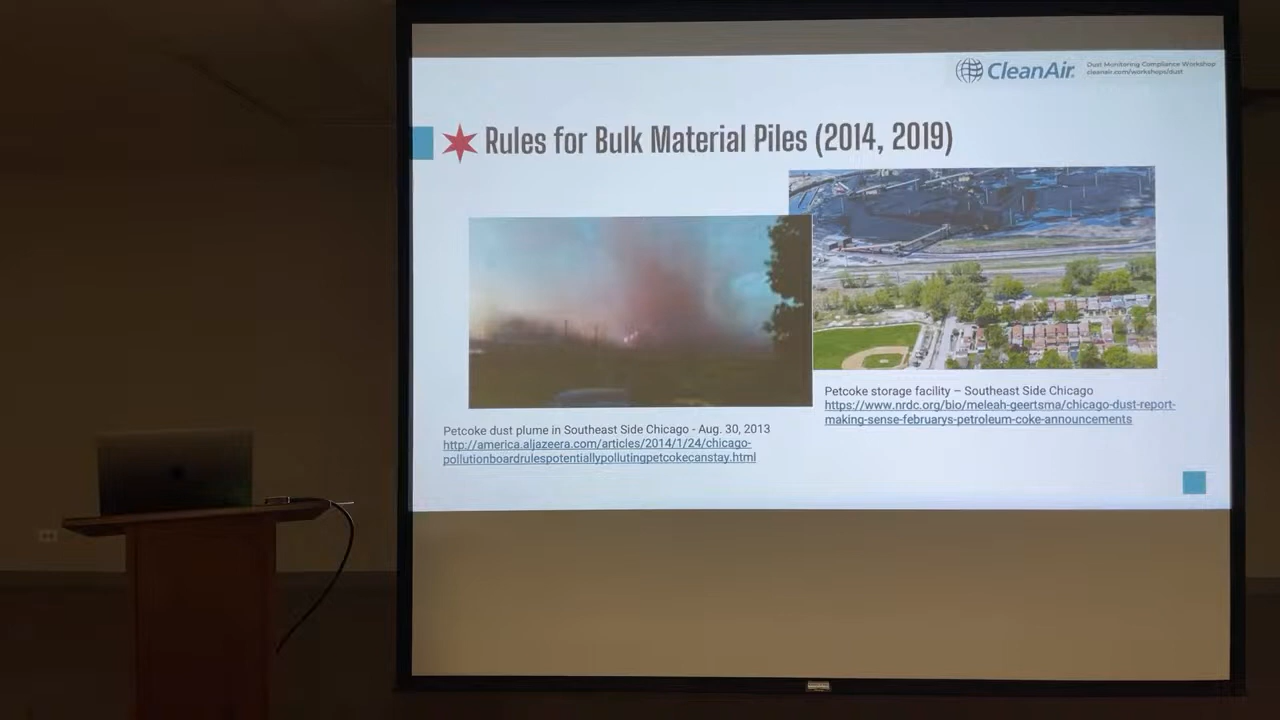 CleanAir
Dust Monitoring Compliance Workshop
cleanair.com/workshops/dust
Rules for Bulk Material Piles (2014, 2019)
Petcoke dust plume in Southeast Side Chicago - Aug. 30, 2013
http://america.aljazeera.com/articles/2014/1/24/chicago-
pollutionboardrulespotentiallypollutingpetcokecanstay.html
Petcoke storage facility – Southeast Side Chicago
https://www.nrdc.org/bio/meleah-geertsma/chicago-dust-report-
making-sense-februarys-petroleum-coke-announcements